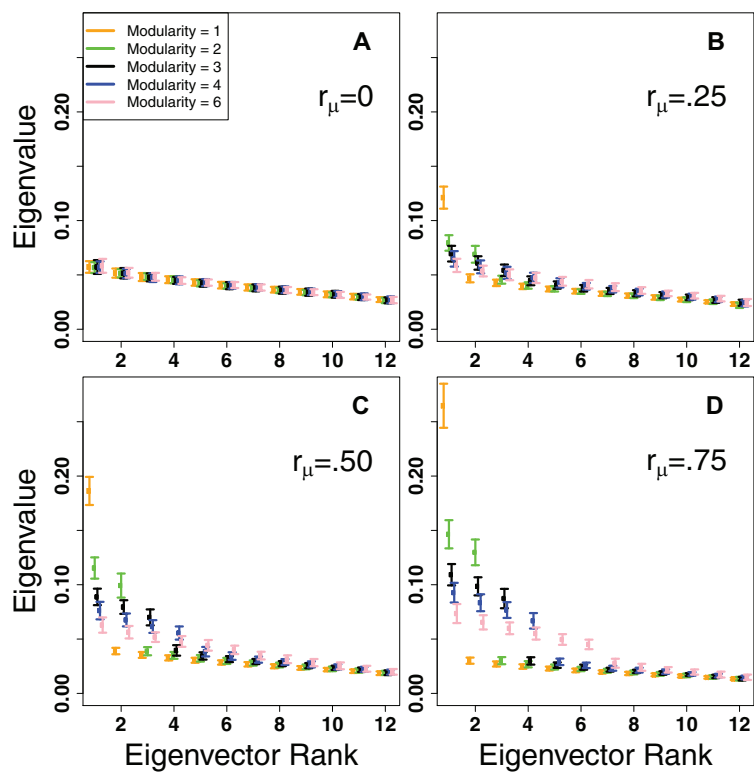 Modularity = 1
Modularity = 2
Modularity = 3
Modularity = 4
Modularity = 6
A
rμ=0
B
rμ=.25
Eigenvalue
0.00 0.10 0.20
0.00 0.10 0.20
2 4 6 8 10 12
2 4 6 8 10 12
C
rμ=.50
D
rμ=.75
Eigenvalue
0.00 0.10 0.20
0.00 0.10 0.20
2 4 6 8 10 12
2 4 6 8 10 12
Eigenvector Rank
Eigenvector Rank